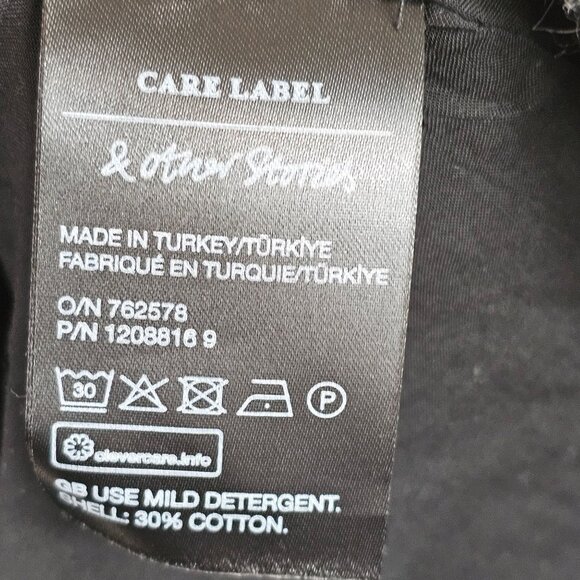 CARE LABEL
& other Stories
MADE IN TURKEY/TÜRKİYE
FABRIQUÉ EN TURQUIE/TÜRKİYE
O/N 762578
P/N 1208816 9
30 P
clevercare.info
GB USE MILD DETERGENT.
SHELL: 30% COTTON.